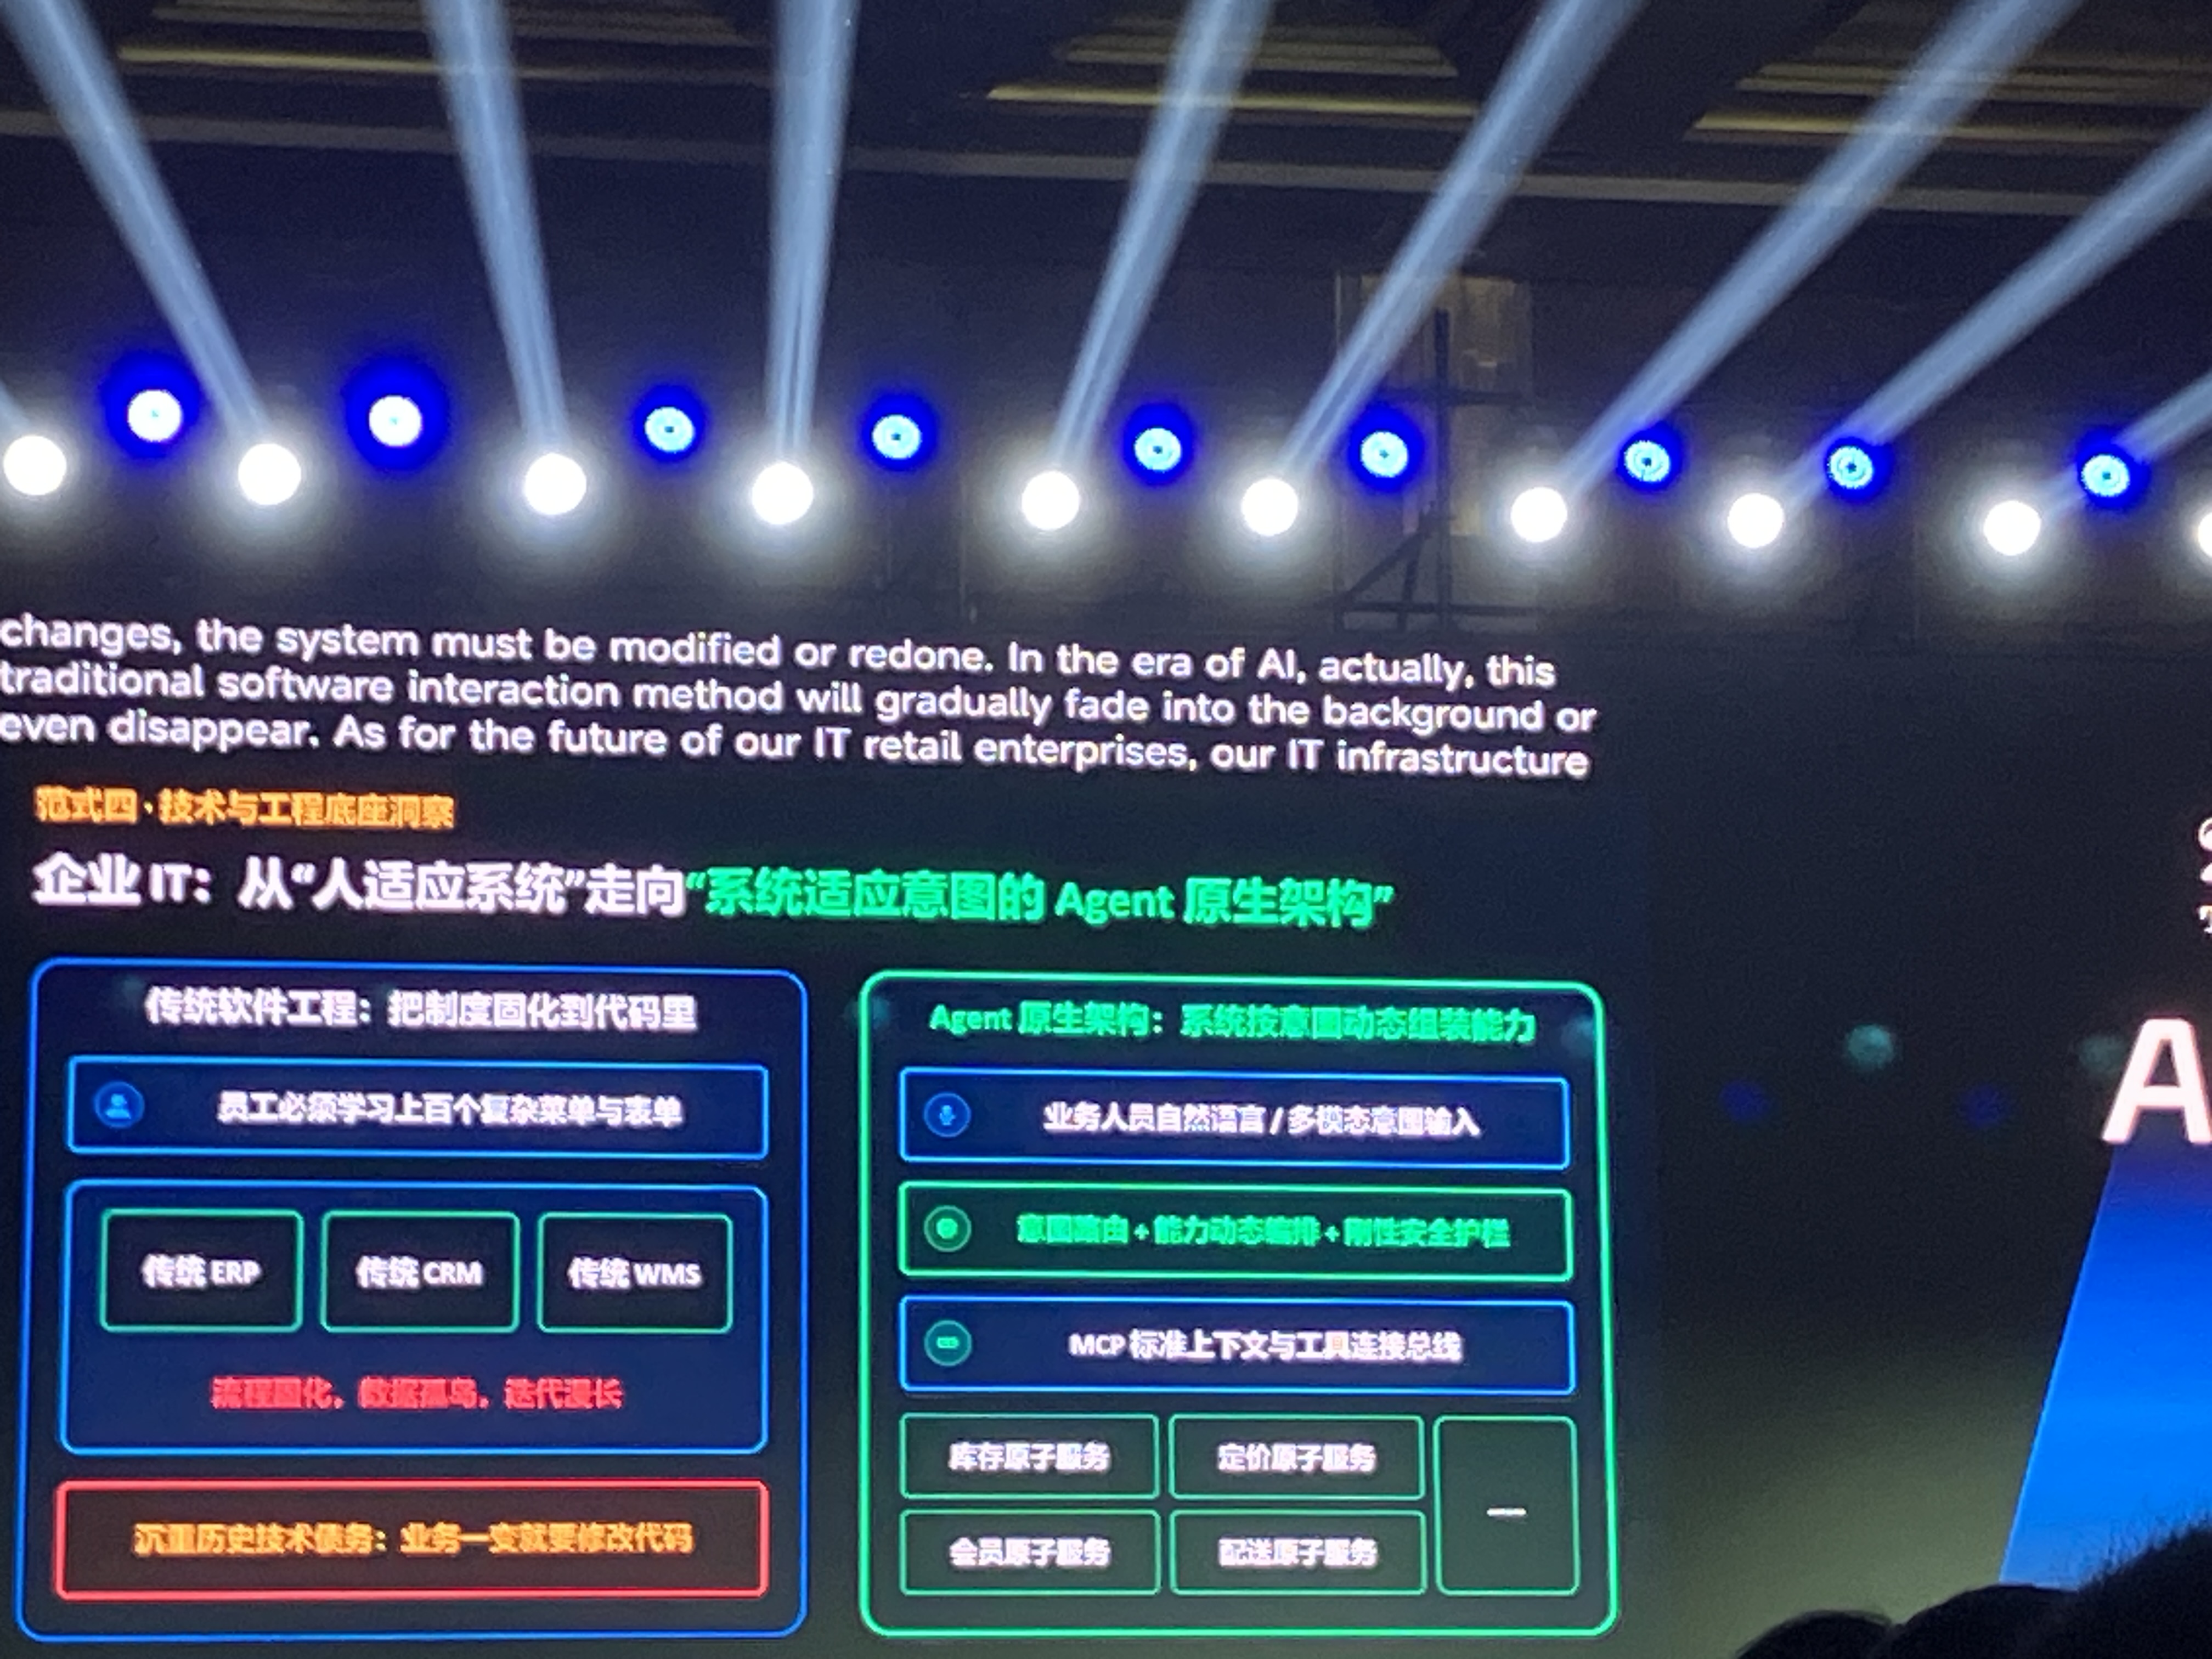 changes, the system must be modified or redone. In the era of AI, actually, this
traditional software interaction method will gradually fade into the background or
even disappear. As for the future of our IT retail enterprises, our IT infrastructure
范式四·技术与工程底座洞察
企业 IT：从“人适应系统”走向“系统适应意图的 Agent 原生架构”
传统软件工程：把制度固化到代码里
员工必须学习上百个复杂菜单与表单
传统 ERP
传统 CRM
传统 WMS
流程固化，数据孤岛，迭代漫长
沉重历史技术债务：业务一变就要修改代码
Agent 原生架构：系统按意图动态组装能力
业务人员自然语言 / 多模态意图输入
意图路由 + 能力动态编排 + 刚性安全护栏
MCP 标准上下文与工具连接总线
库存原子服务
定价原子服务
会员原子服务
配送原子服务
A